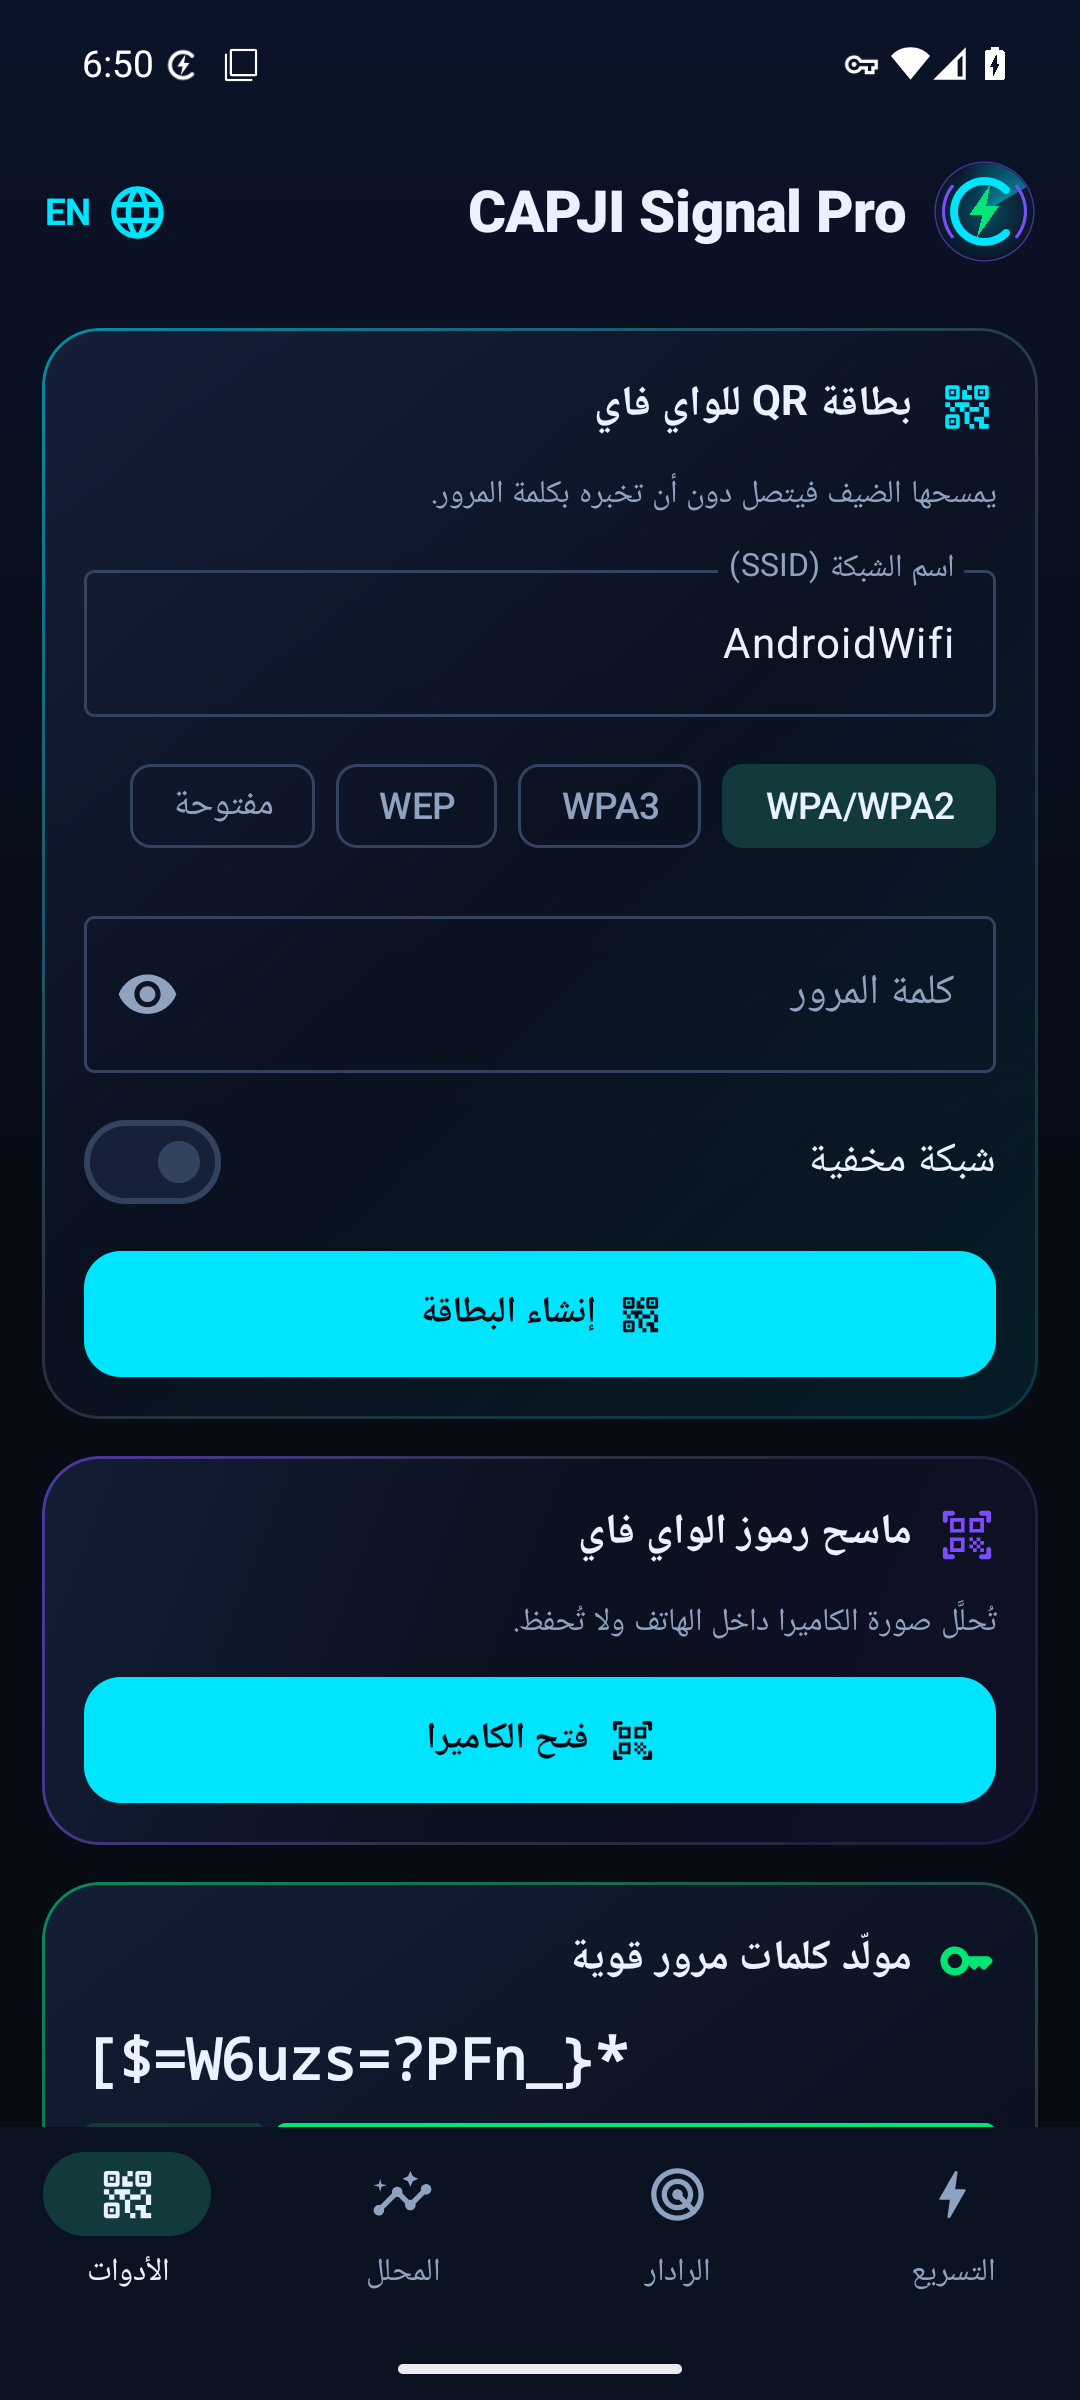 6:50
CAPJI Signal Pro
EN
بطاقة QR للواي فاي
يمسحها الضيف فيتصل دون أن تخبره بكلمة المرور.
اسم الشبكة (SSID)
AndroidWifi
WPA/WPA2
WPA3
WEP
مفتوحة
كلمة المرور
شبكة مخفية
إنشاء البطاقة
ماسح رموز الواي فاي
تُحلَّل صورة الكاميرا داخل الهاتف ولا تُحفظ.
فتح الكاميرا
مولّد كلمات مرور قوية
[$=W6uzs=?PFn_}*
التسريع
الرادار
المحلل
الأدوات